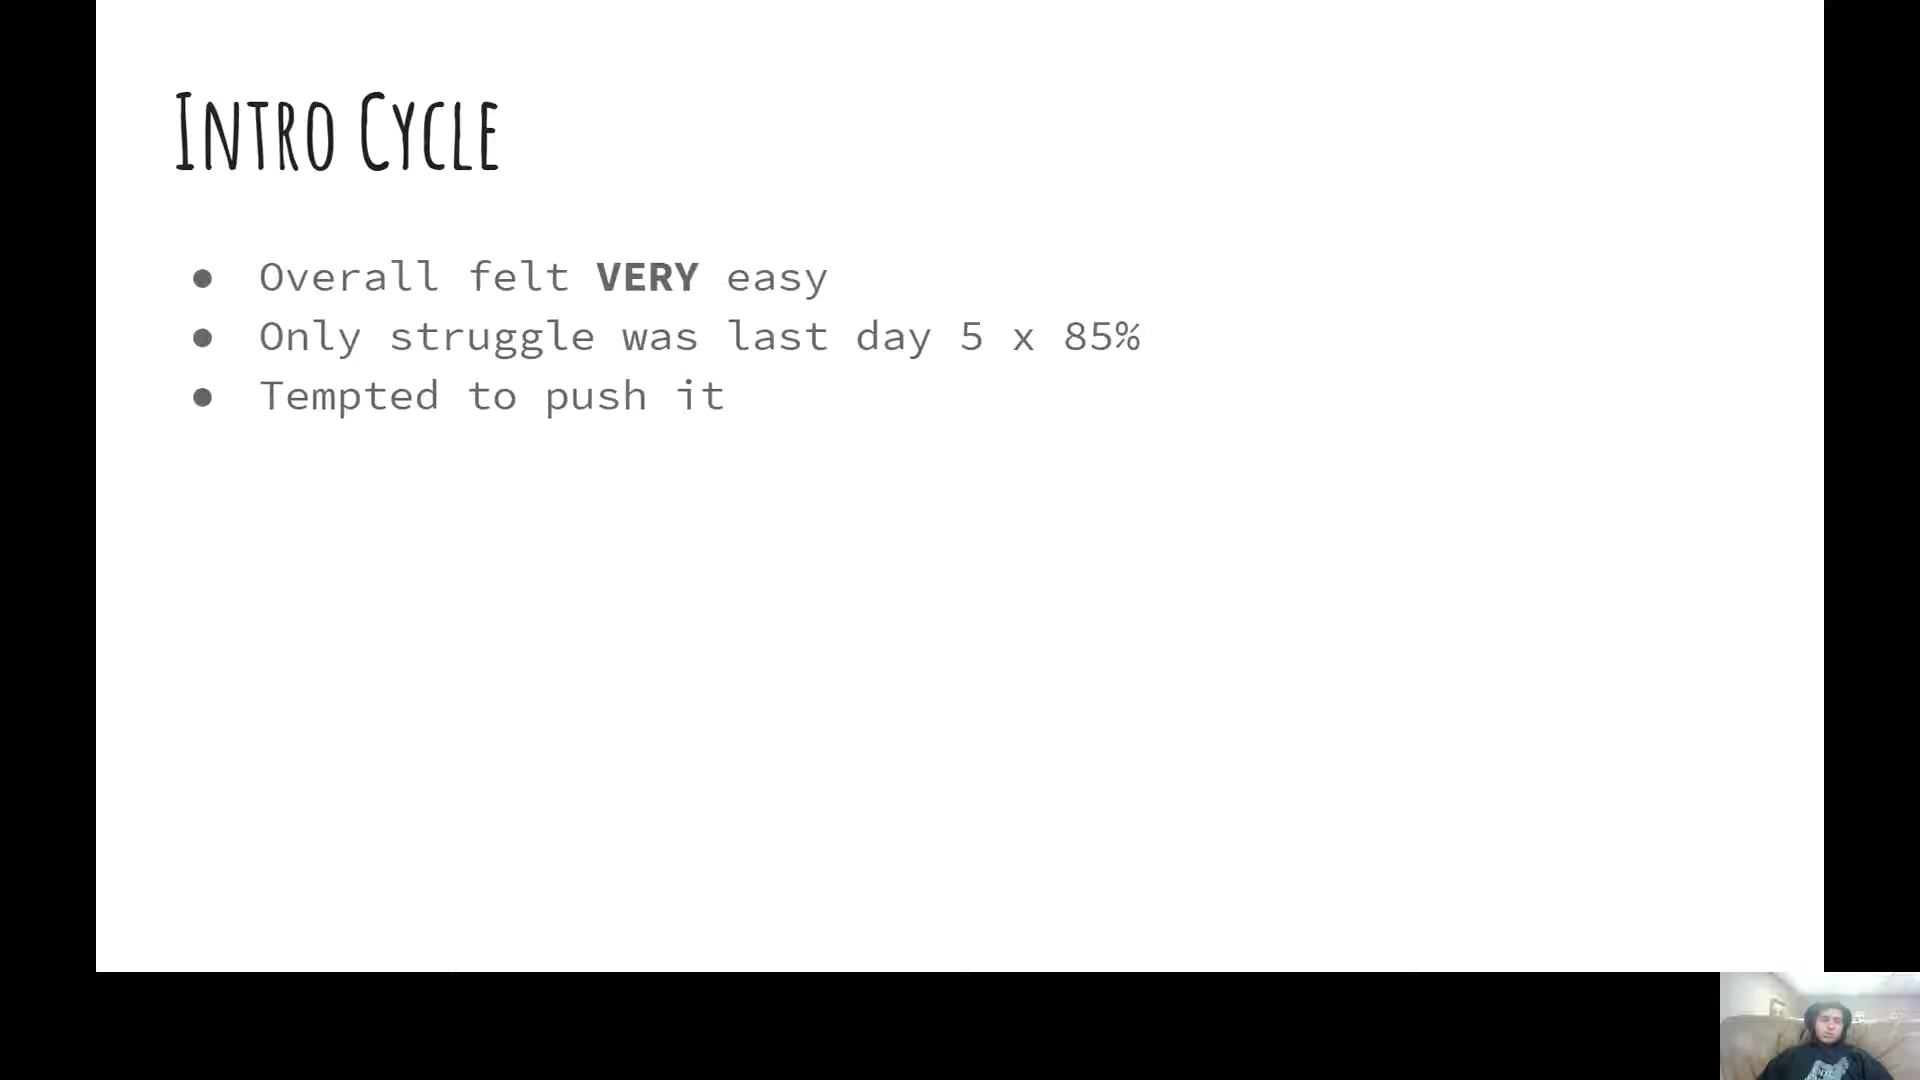 Intro Cycle
● Overall felt VERY easy
● Only struggle was last day 5 x 85%
● Tempted to push it